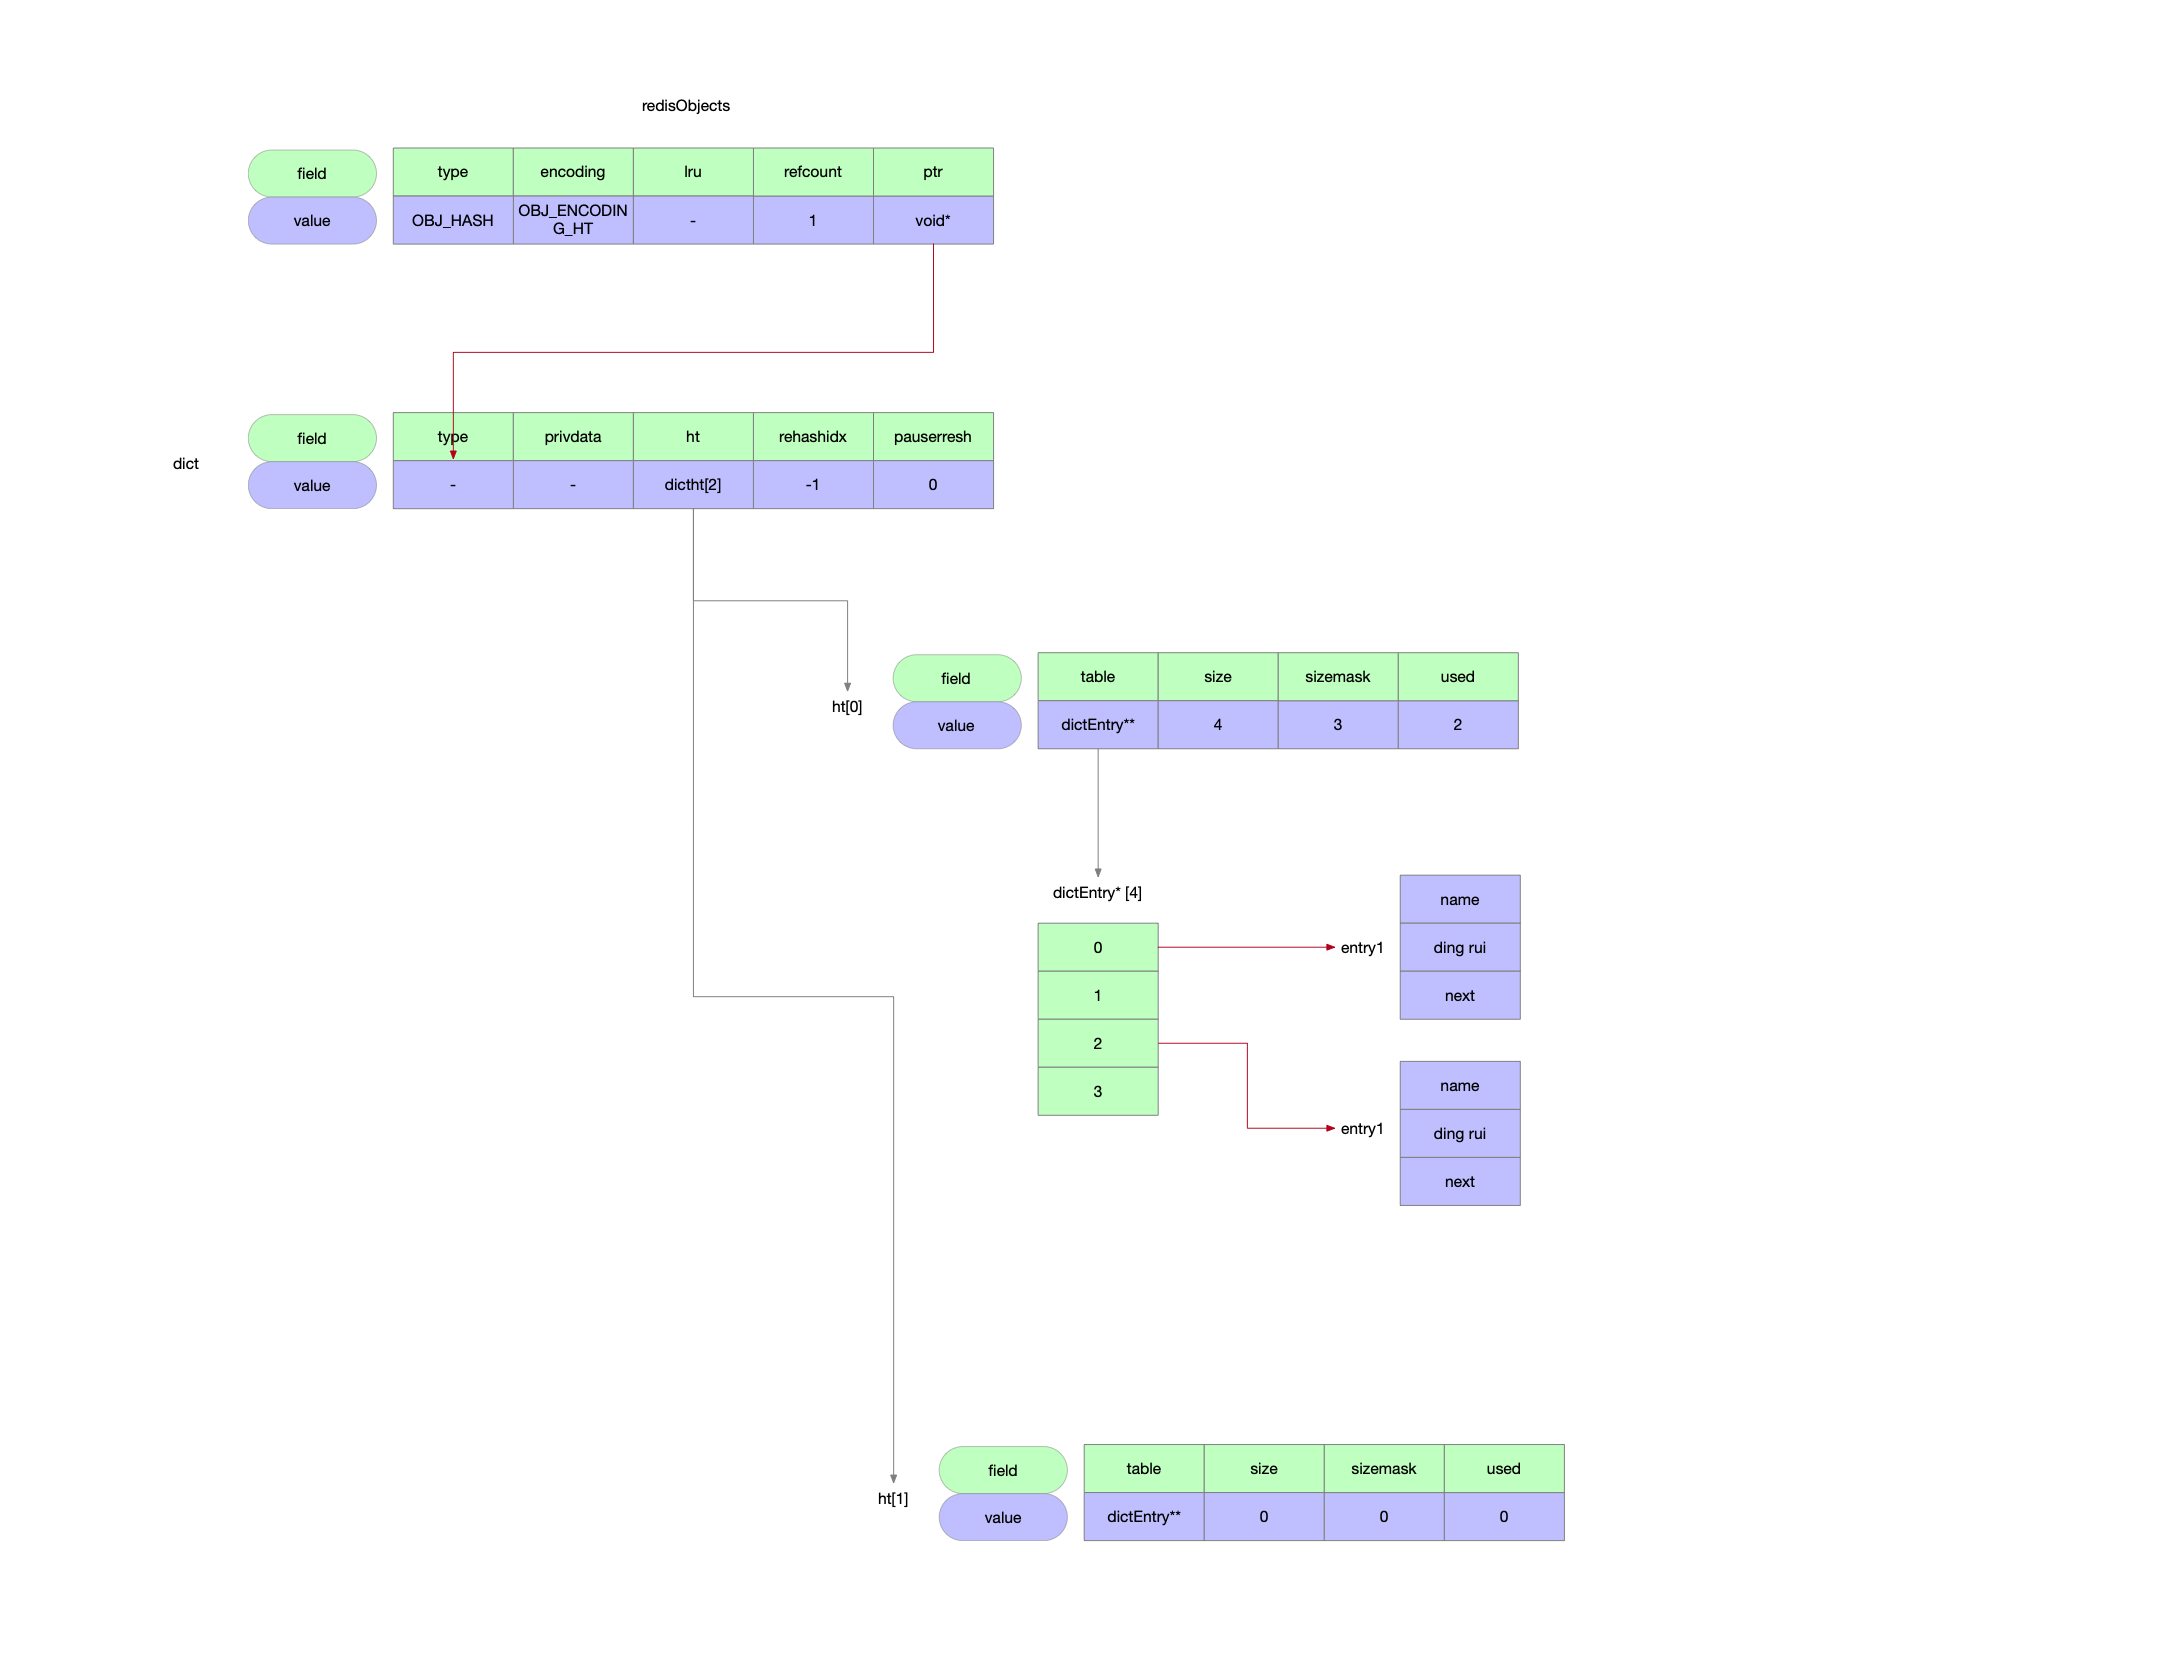 redisObjects
field
type encoding lru refcount ptr
value
OBJ_HASH OBJ_ENCODIN
G_HT - 1 void*
dict
field
type privdata ht rehashidx pauserresh
value
- - dictht[2] -1 0
ht[0]
field
table size sizemask used
value
dictEntry** 4 3 2
dictEntry* [4]
0
1
2
3
entry1
name
ding rui
next
entry1
name
ding rui
next
ht[1]
field
table size sizemask used
value
dictEntry** 0 0 0